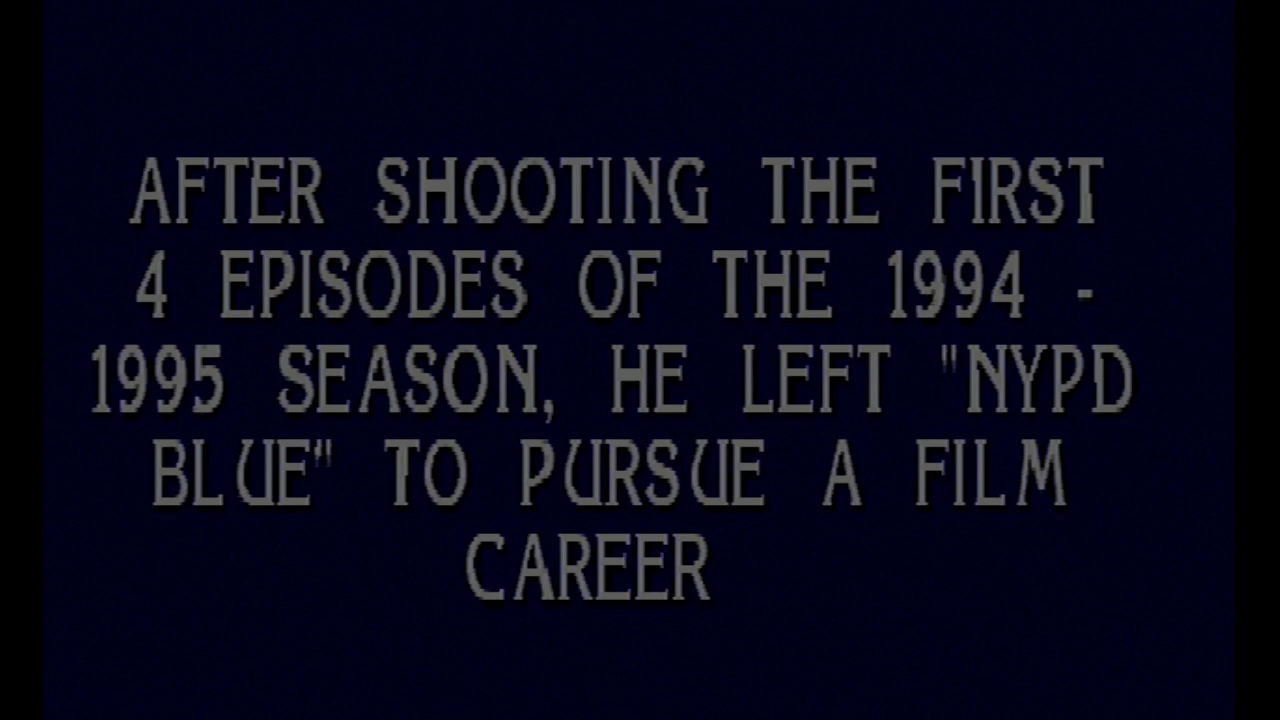 AFTER SHOOTING THE FIRST
4 EPISODES OF THE 1994 -
1995 SEASON, HE LEFT "NYPD
BLUE" TO PURSUE A FILM
CAREER